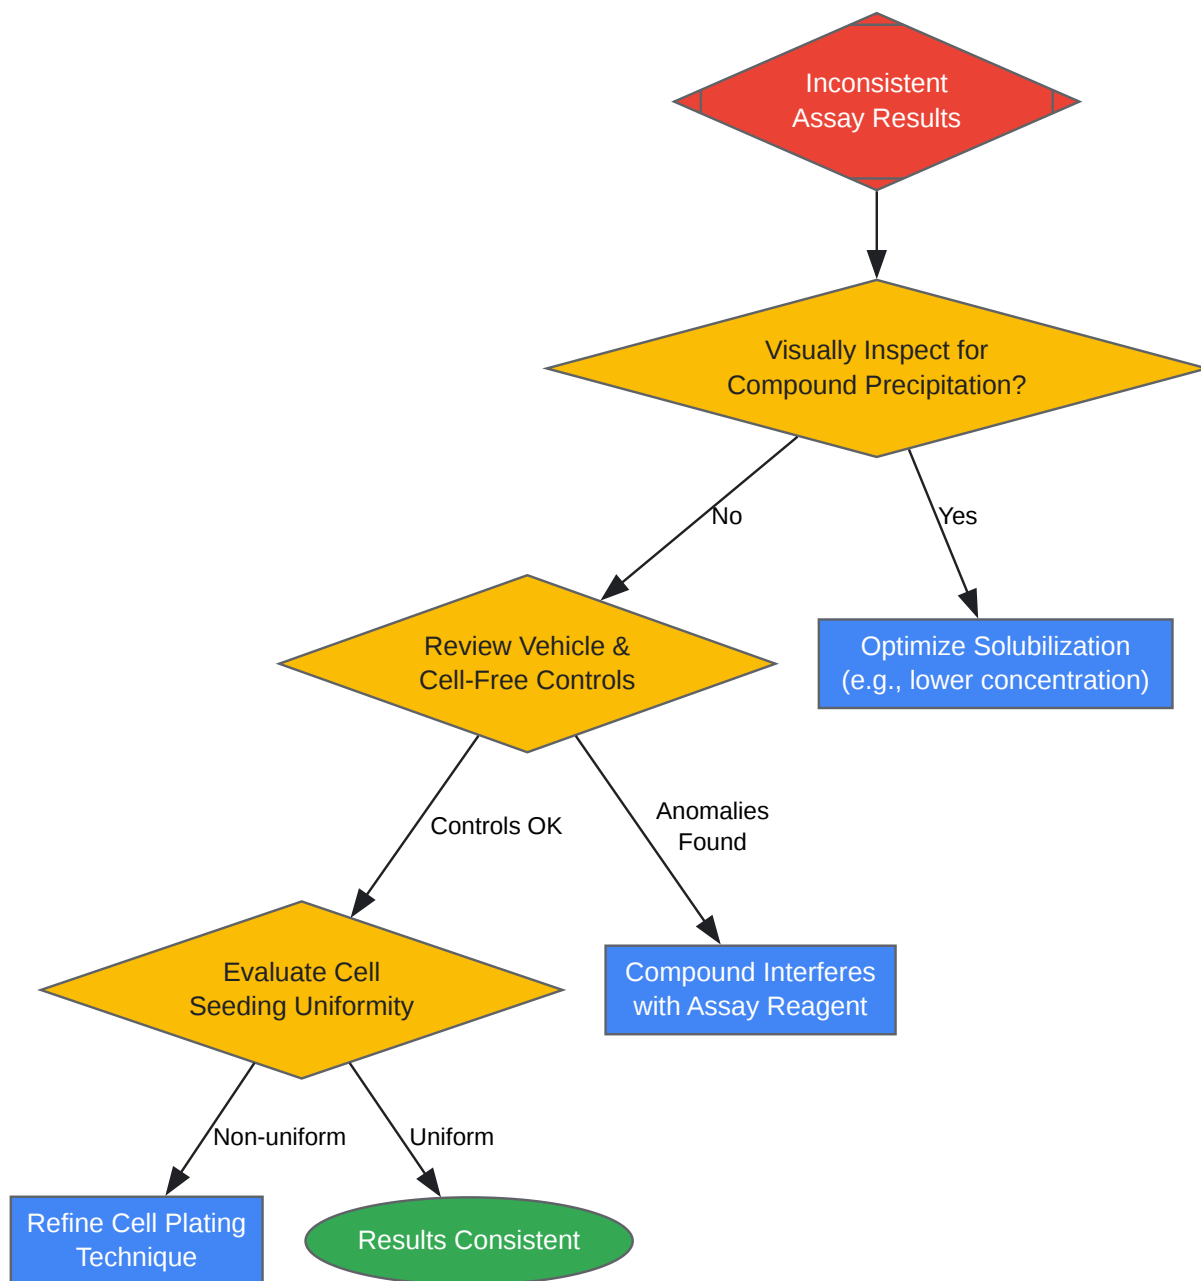 Inconsistent
Assay Results
Visually Inspect for
Compound Precipitation?
No
Yes
Review Vehicle &
Cell-Free Controls
Optimize Solubilization
(e.g., lower concentration)
Controls OK
Anomalies
Found
Evaluate Cell
Seeding Uniformity
Compound Interferes
with Assay Reagent
Non-uniform
Uniform
Refine Cell Plating
Technique
Results Consistent